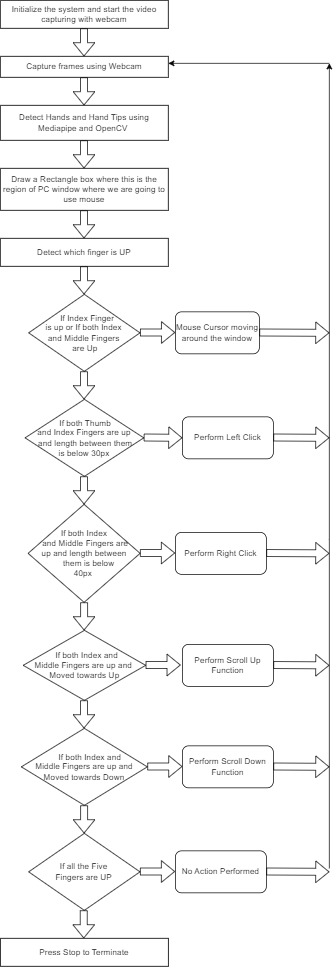 Initialize the system and start the video
capturing with webcam
Capture frames using Webcam
Detect Hands and Hand Tips using
Mediapipe and OpenCV
Draw a Rectangle box where this is the
region of PC window where we are going to
use mouse
Detect which finger is UP
If Index Finger
is up or If both Index
and Middle Fingers
are Up
Mouse Cursor moving
around the window
If both Thumb
and Index Fingers are up
and length between them
is below 30px
Perform Left Click
If both Index
and Middle Fingers are
up and length between
them is below
40px
Perform Right Click
If both Index and
Middle Fingers are up and
Moved towards Up
Perform Scroll Up
Function
If both Index and
Middle Fingers are up and
Moved towards Down
Perform Scroll Down
Function
If all the Five
Fingers are UP
No Action Performed
Press Stop to Terminate